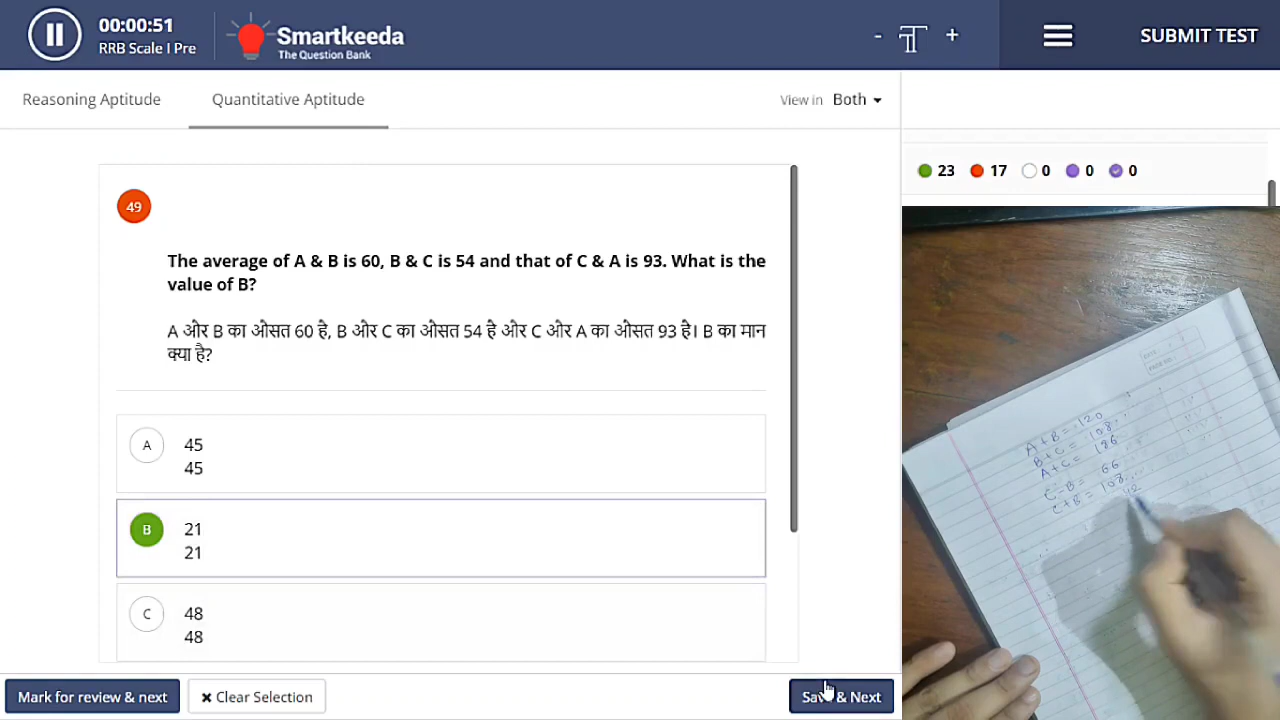 00:00:51
RRB Scale I Pre
Smartkeeda
The Question Bank
- T +
SUBMIT TEST
Reasoning Aptitude
Quantitative Aptitude
View in Both
23 17 0 0 0
49
The average of A & B is 60, B & C is 54 and that of C & A is 93. What is the
value of B?
A और B का औसत 60 है, B और C का औसत 54 है और C और A का औसत 93 है। B का मान
क्या है?
A
45
45
B
21
21
C
48
48
Mark for review & next
× Clear Selection
Save & Next
A+B = 120
B+C = 108
A+C = 186
C-B = 66
C+B = 108
42